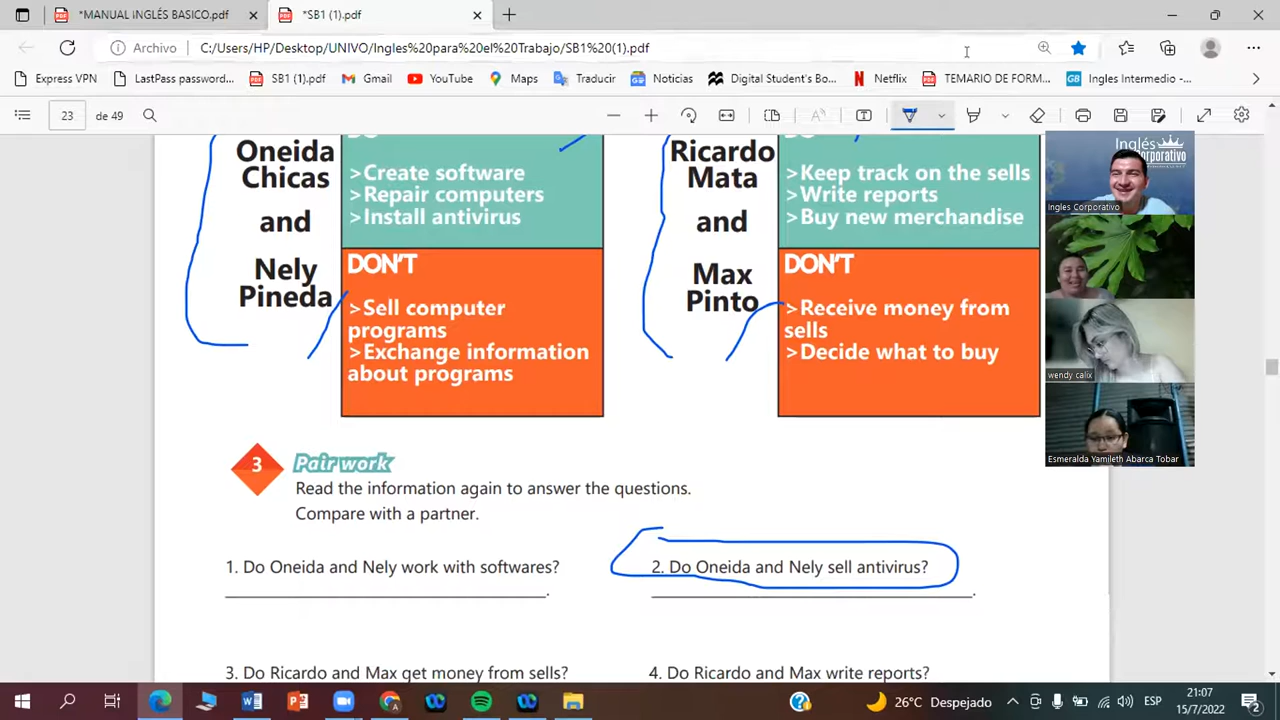 *MANUAL INGLÉS BASICO.pdf
*SB1 (1).pdf
Archivo
C:/Users/HP/Desktop/UNIVO/Ingles%20para%20el%20Trabajo/SB1%20(1).pdf
Express VPN
LastPass password...
SB1 (1).pdf
Gmail
YouTube
Maps
Traducir
Noticias
Digital Student's Bo...
Netflix
TEMARIO DE FORM...
Ingles Intermedio -...
23
de 49
Oneida
Chicas
and
Nely
Pineda
>Create software
>Repair computers
>Install antivirus
DON'T
>Sell computer
programs
>Exchange information
about programs
Ricardo
Mata
and
Max
Pinto
>Keep track on the sells
>Write reports
>Buy new merchandise
DON'T
>Receive money from
sells
>Decide what to buy
Inglés
Corporativo
Ingles Corporativo
wendy calix
Esmeralda Yamileth Abarca Tobar
3
Pair work
Read the information again to answer the questions.
Compare with a partner.
1. Do Oneida and Nely work with softwares?
2. Do Oneida and Nely sell antivirus?
3. Do Ricardo and Max get money from sells?
4. Do Ricardo and Max write reports?
26°C Despejado
ESP
21:07
15/7/2022
2